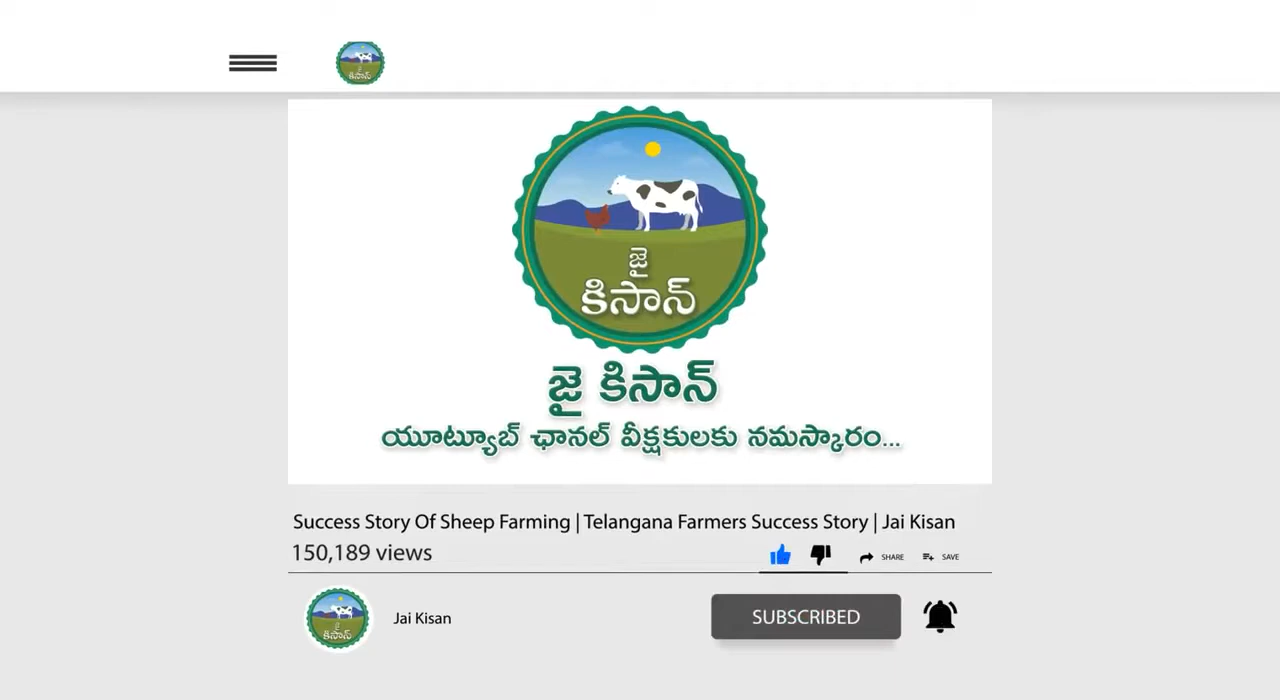 కిసాన్
జై
కిసాన్
జై కిసాన్
యూట్యూబ్ ఛానల్ వీక్షకులకు నమస్కారం...
Success Story Of Sheep Farming | Telangana Farmers Success Story | Jai Kisan
150,189 views
SHARE
SAVE
జై
కిసాన్
Jai Kisan
SUBSCRIBED